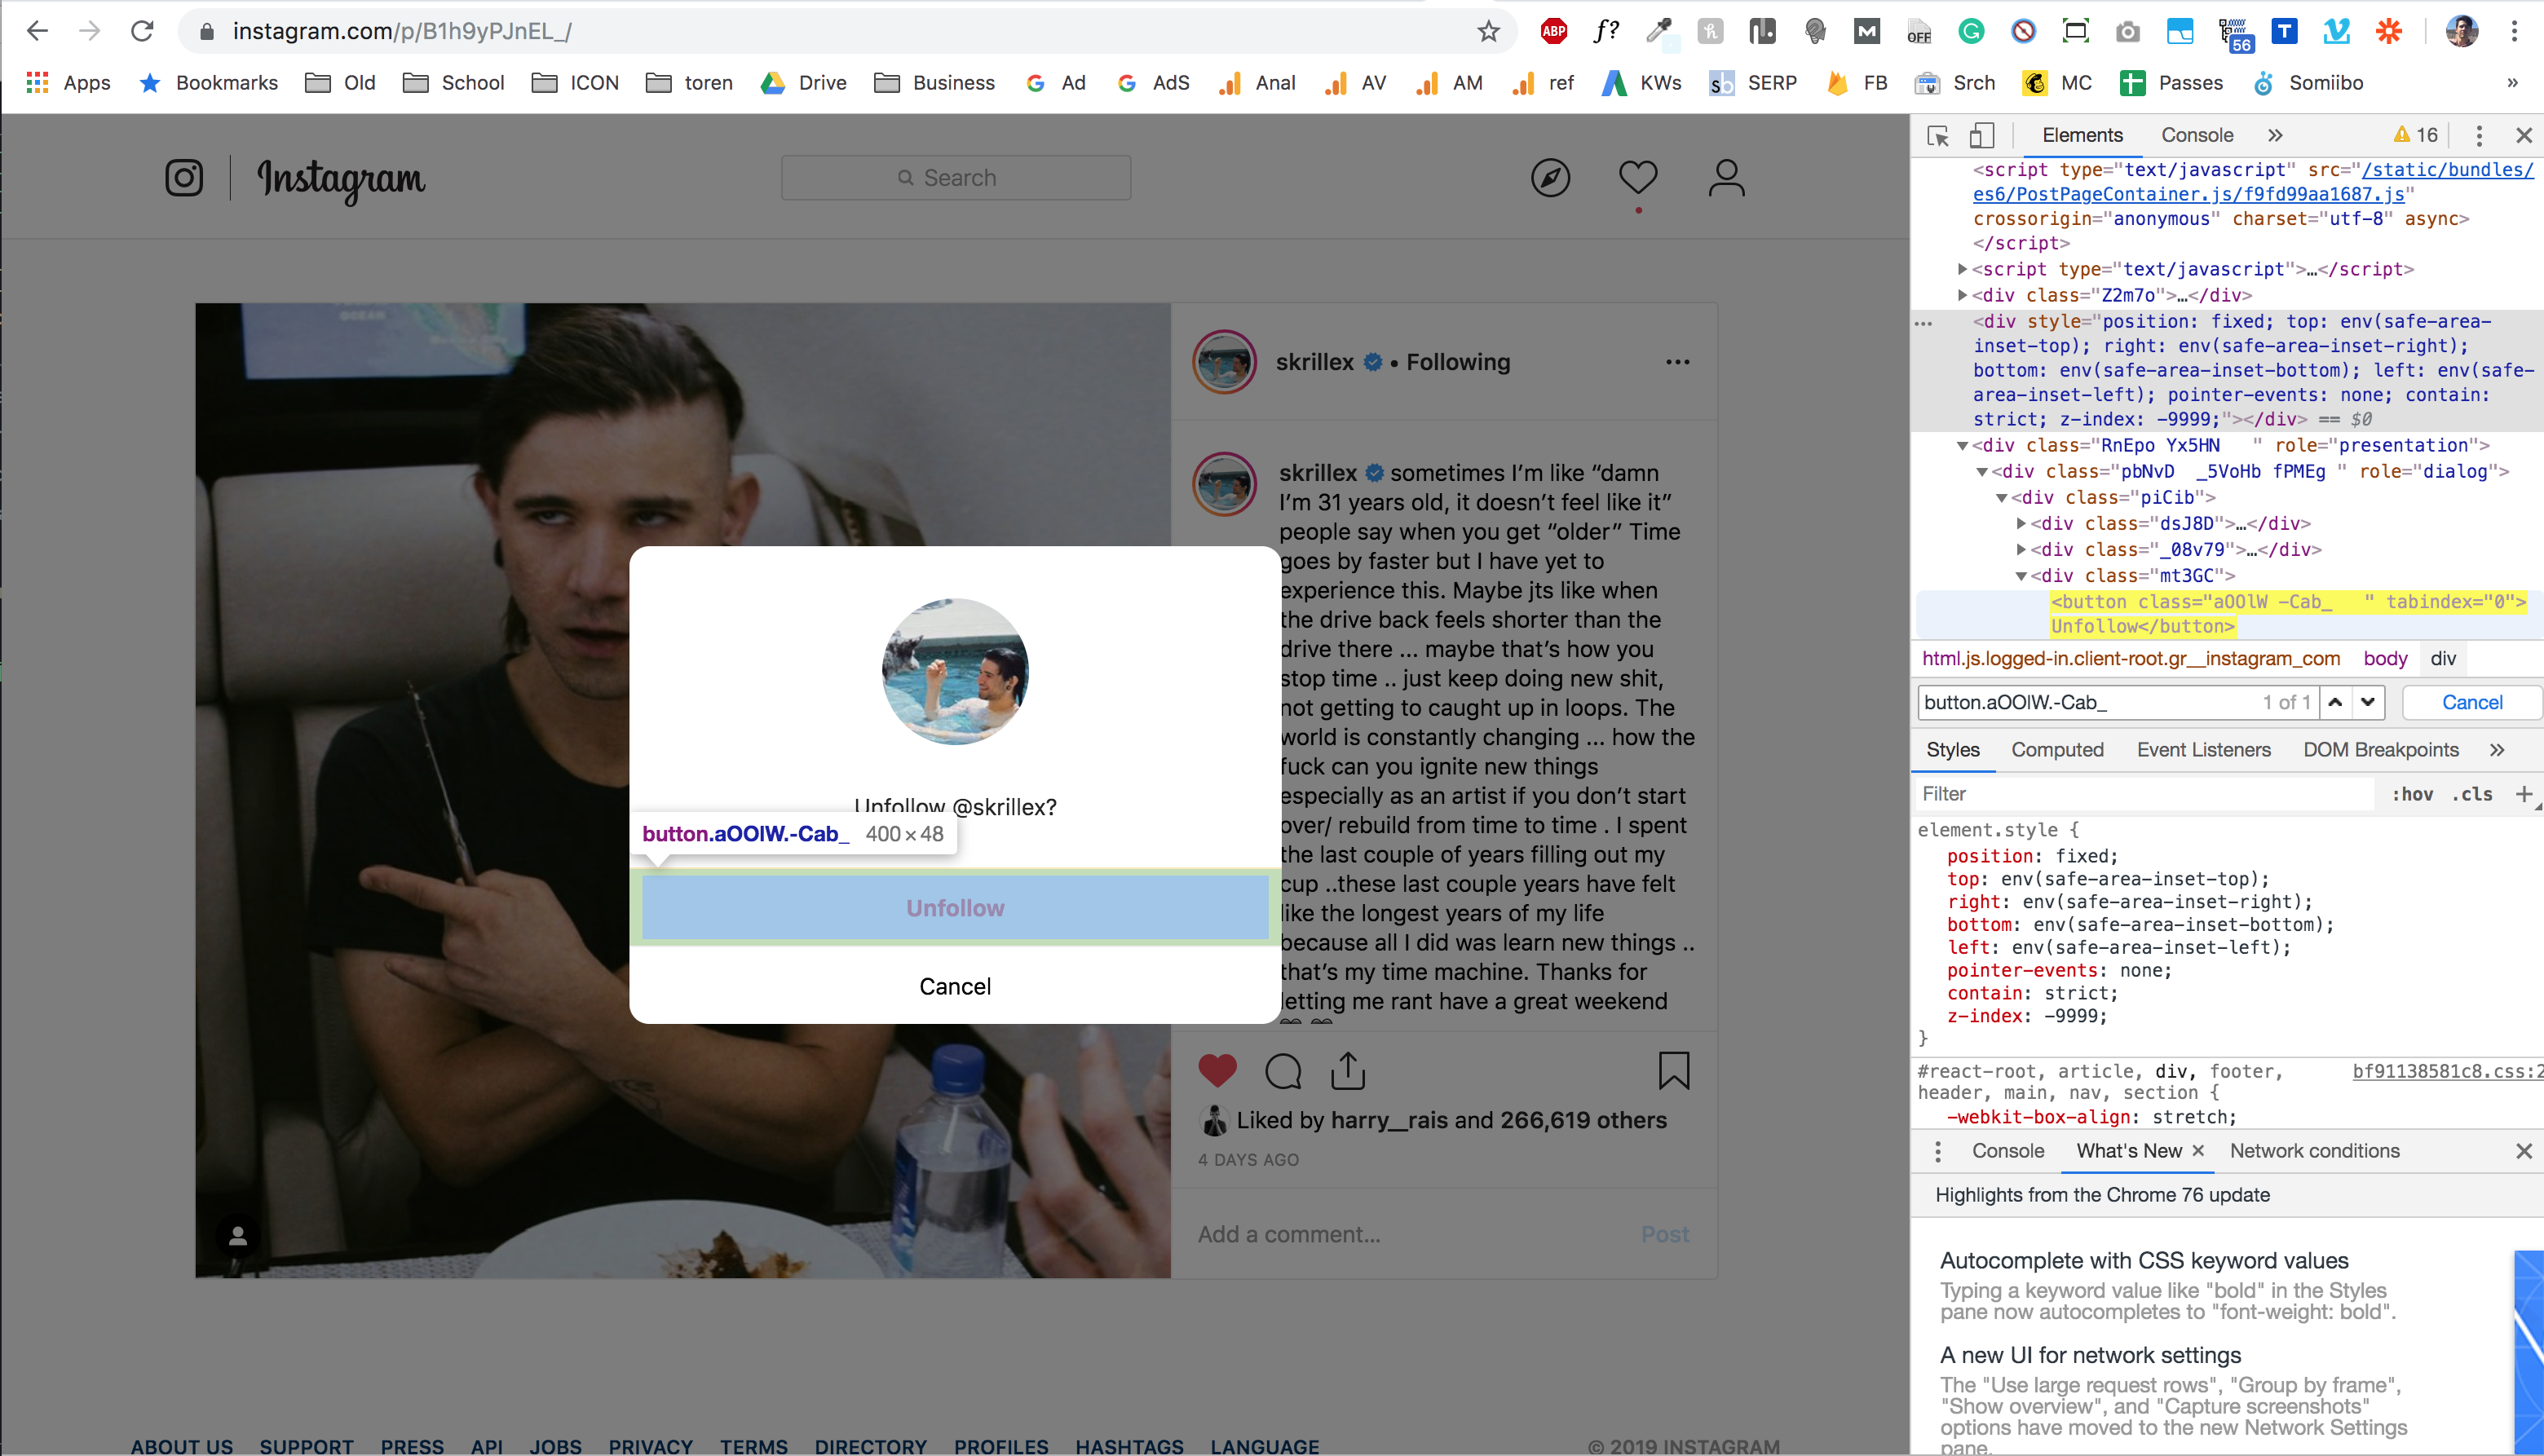 instagram.com/p/B1h9yPJnEL_/
ABP f? OFF 56 T
Apps Bookmarks Old School ICON toren Drive Business Ad AdS Anal AV AM ref KWs SERP FB Srch MC Passes Somiibo »
Instagram
Search
skrillex • Following
skrillex sometimes I’m like “damn
I’m 31 years old, it doesn’t feel like it”
people say when you get “older” Time
goes by faster but I have yet to
experience this. Maybe jts like when
the drive back feels shorter than the
drive there ... maybe that’s how you
stop time .. just keep doing new shit,
not getting to caught up in loops. The
world is constantly changing ... how the
fuck can you ignite new things
especially as an artist if you don’t start
over/ rebuild from time to time . I spent
the last couple of years filling out my
cup ..these last couple years have felt
like the longest years of my life
because all I did was learn new things ..
that’s my time machine. Thanks for
letting me rant have a great weekend
Liked by harry__rais and 266,619 others
4 DAYS AGO
Add a comment... Post
OCEAN
Unfollow @skrillex?
button.aOOlW.-Cab_ 400 × 48
Unfollow
Cancel
ABOUT US SUPPORT PRESS API JOBS PRIVACY TERMS DIRECTORY PROFILES HASHTAGS LANGUAGE © 2019 INSTAGRAM
Elements Console » 16
<script type="text/javascript" src="/static/bundles/
es6/PostPageContainer.js/f9fd99aa1687.js"
crossorigin="anonymous" charset="utf-8" async>
</script>
<script type="text/javascript">…</script>
<div class="Z2m7o">…</div>
<div style="position: fixed; top: env(safe-area-
inset-top); right: env(safe-area-inset-right);
bottom: env(safe-area-inset-bottom); left: env(safe-
area-inset-left); pointer-events: none; contain:
strict; z-index: -9999;"></div> == $0
<div class="RnEpo Yx5HN   " role="presentation">
<div class="pbNvD  _5VoHb fPMEg " role="dialog">
<div class="piCib">
<div class="dsJ8D">…</div>
<div class="_08v79">…</div>
<div class="mt3GC">
<button class="aOOlW -Cab_   " tabindex="0">
Unfollow</button>
html.js.logged-in.client-root.gr__instagram_com body div
button.aOOlW.-Cab_ 1 of 1 Cancel
Styles Computed Event Listeners DOM Breakpoints »
Filter :hov .cls +
element.style {
position: fixed;
top: env(safe-area-inset-top);
right: env(safe-area-inset-right);
bottom: env(safe-area-inset-bottom);
left: env(safe-area-inset-left);
pointer-events: none;
contain: strict;
z-index: -9999;
}
#react-root, article, div, footer, bf91138581c8.css:2
header, main, nav, section {
-webkit-box-align: stretch;
Console What's New × Network conditions
Highlights from the Chrome 76 update
Autocomplete with CSS keyword values
Typing a keyword value like "bold" in the Styles
pane now autocompletes to "font-weight: bold".
A new UI for network settings
The "Use large request rows", "Group by frame",
"Show overview", and "Capture screenshots"
options have moved to the new Network Settings
pane.